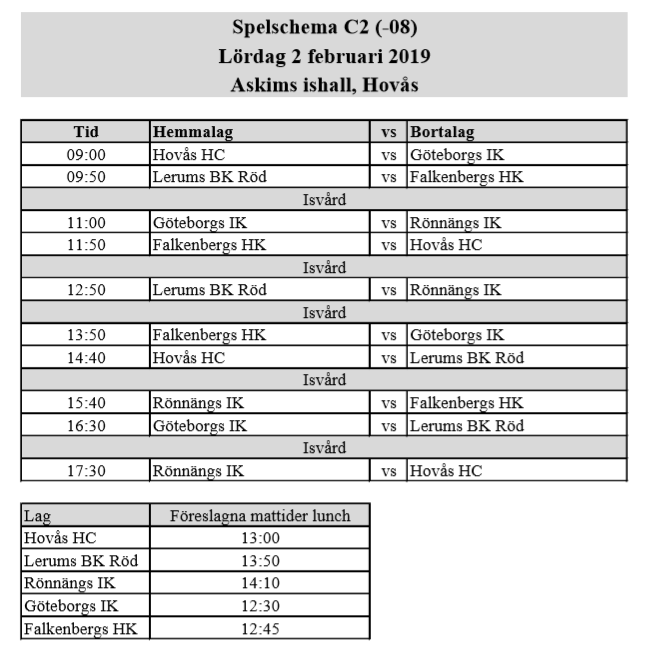 Spelschema C2 (-08)
Lördag 2 februari 2019
Askims ishall, Hovås
Tid Hemmalag vs Bortalag
09:00 Hovås HC vs Göteborgs IK
09:50 Lerums BK Röd vs Falkenbergs HK
Isvård
11:00 Göteborgs IK vs Rönnängs IK
11:50 Falkenbergs HK vs Hovås HC
Isvård
12:50 Lerums BK Röd vs Rönnängs IK
Isvård
13:50 Falkenbergs HK vs Göteborgs IK
14:40 Hovås HC vs Lerums BK Röd
Isvård
15:40 Rönnängs IK vs Falkenbergs HK
16:30 Göteborgs IK vs Lerums BK Röd
Isvård
17:30 Rönnängs IK vs Hovås HC
Lag Föreslagna mattider lunch
Hovås HC 13:00
Lerums BK Röd 13:50
Rönnängs IK 14:10
Göteborgs IK 12:30
Falkenbergs HK 12:45